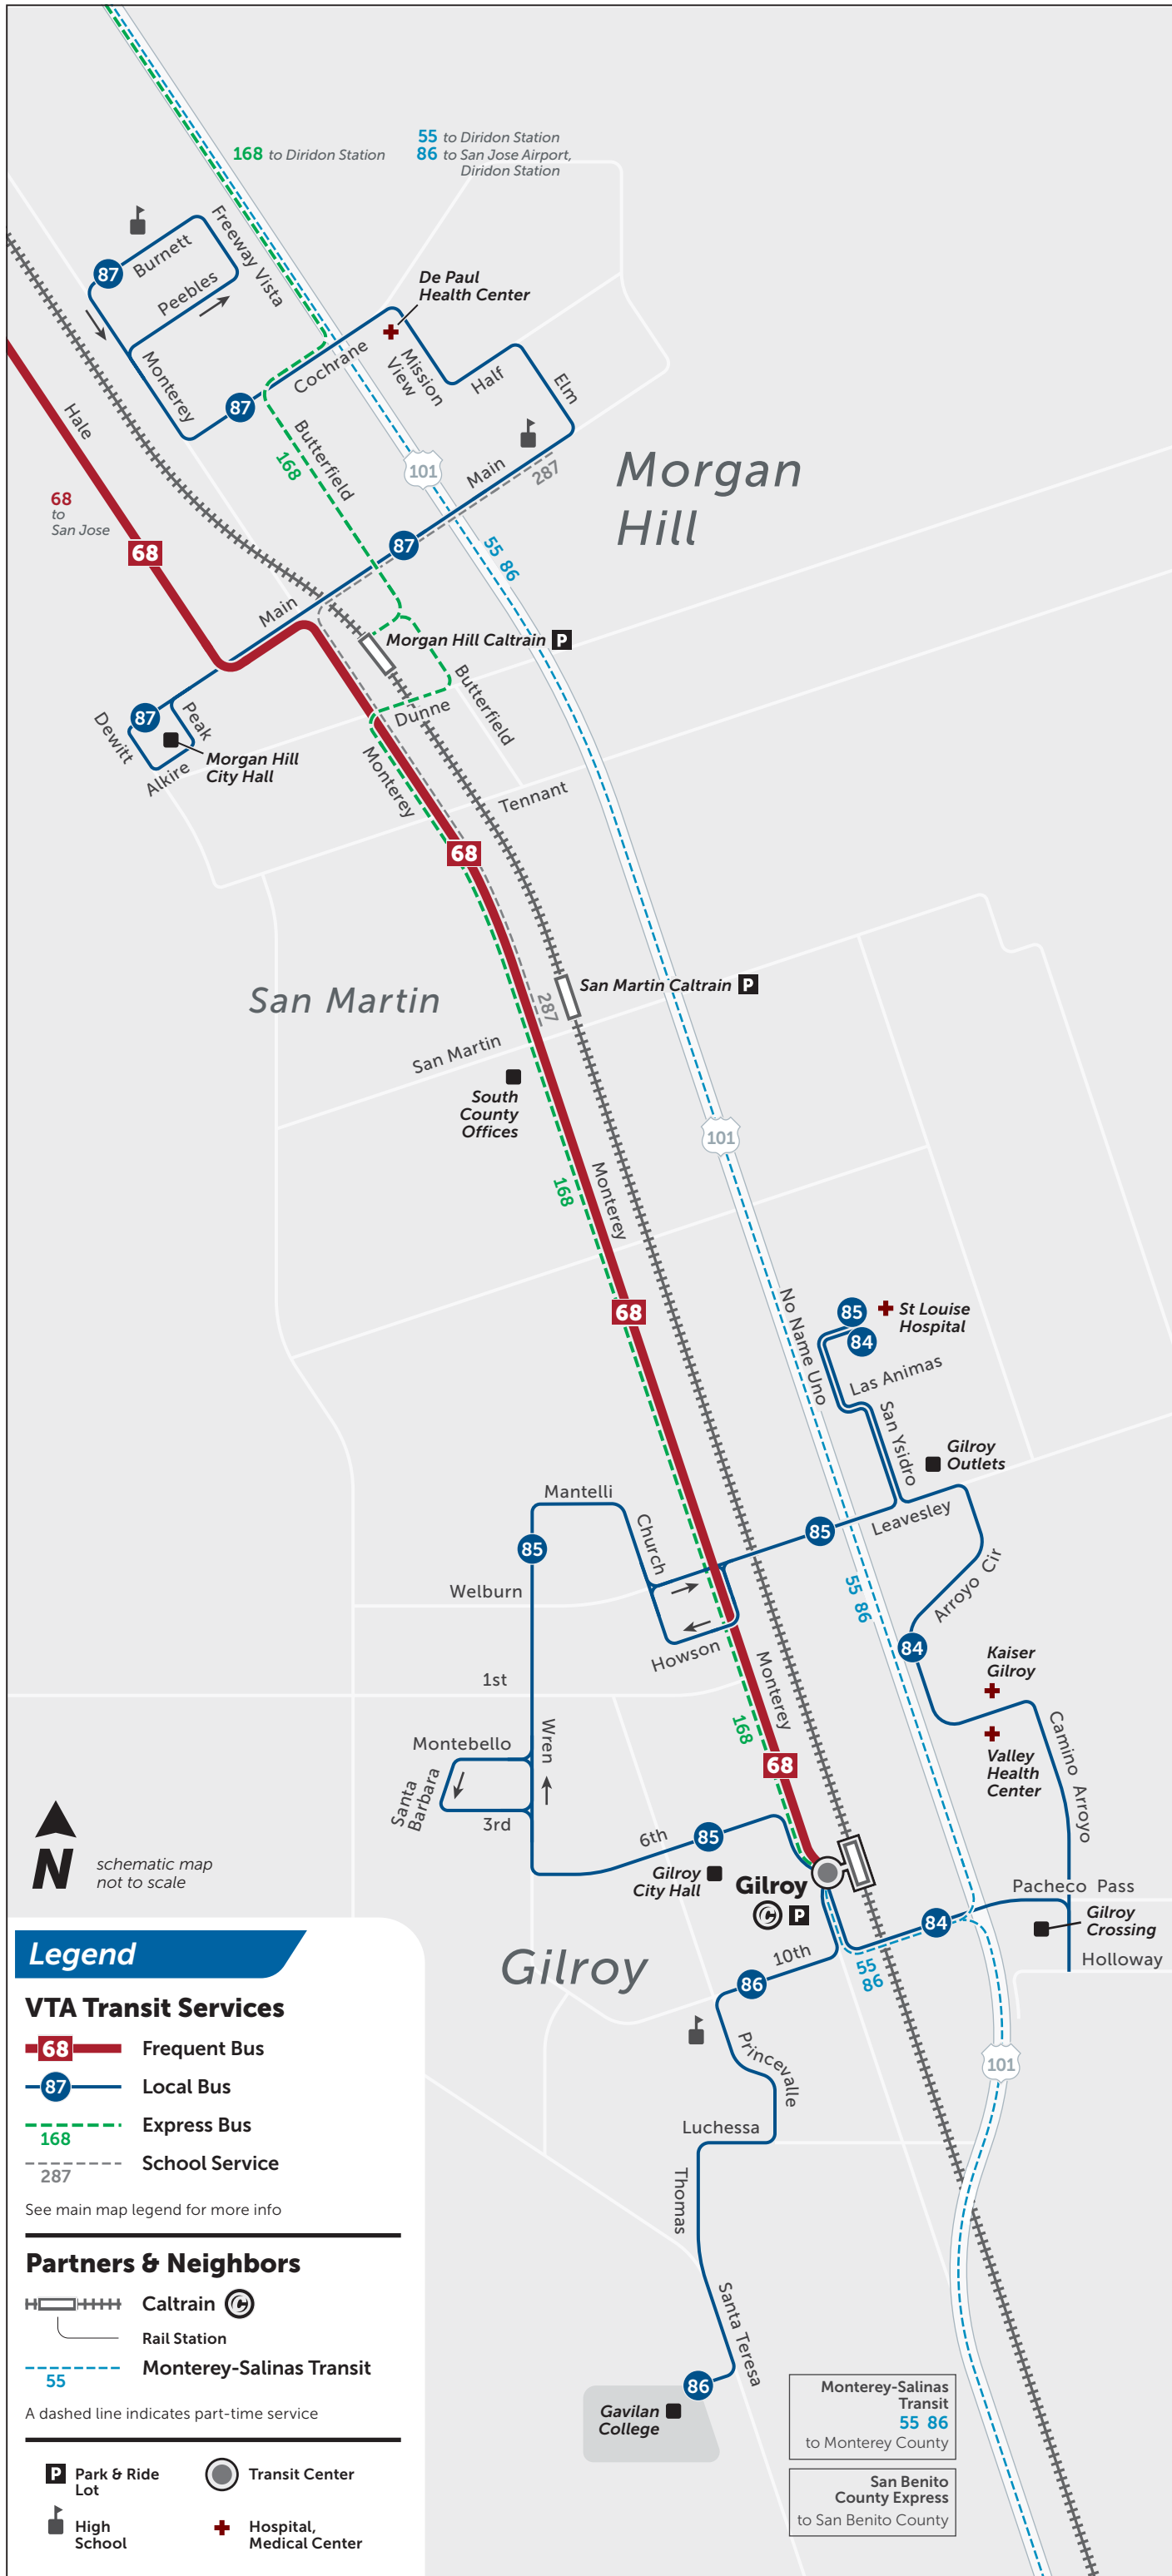 168 to Diridon Station
55 to Diridon Station
86 to San Jose Airport,
Diridon Station
Freeway Vista
Burnett
87
Peebles
De Paul
Health Center
Monterey
Cochrane
Mission
View
Half
Elm
87
Hale
Butterfield
168
101
Main
287
Morgan
Hill
68
to
San Jose
68
87
55 86
Main
Morgan Hill Caltrain P
Butterfield
87
Peak
Dewitt
Dunne
Morgan Hill
City Hall
Alkire
Monterey
Tennant
68
San Martin
San Martin Caltrain P
287
San Martin
South
County
Offices
101
168
Monterey
No Name Uno
68
85
84
St Louise
Hospital
Las Animas
San Ysidro
Gilroy
Outlets
Mantelli
Church
85
85
Leavesley
Welburn
55 86
Arroyo Cir
Howson
84
Kaiser
Gilroy
Monterey
1st
168
Wren
Montebello
Santa
Barbara
68
Valley
Health
Center
Camino Arroyo
3rd
6th
85
N
schematic map
not to scale
Gilroy
City Hall
Gilroy
C P
Pacheco Pass
84
Gilroy
Crossing
Holloway
Gilroy
10th
55
86
86
101
Princevalle
Luchessa
Thomas
Santa Teresa
86
Gavilan
College
Monterey-Salinas
Transit
55 86
to Monterey County
San Benito
County Express
to San Benito County
Legend
VTA Transit Services
68 Frequent Bus
87 Local Bus
Express Bus
168
School Service
287
See main map legend for more info
Partners & Neighbors
Caltrain C
Rail Station
Monterey-Salinas Transit
55
A dashed line indicates part-time service
P Park & Ride
Lot
Transit Center
High
School
Hospital,
Medical Center